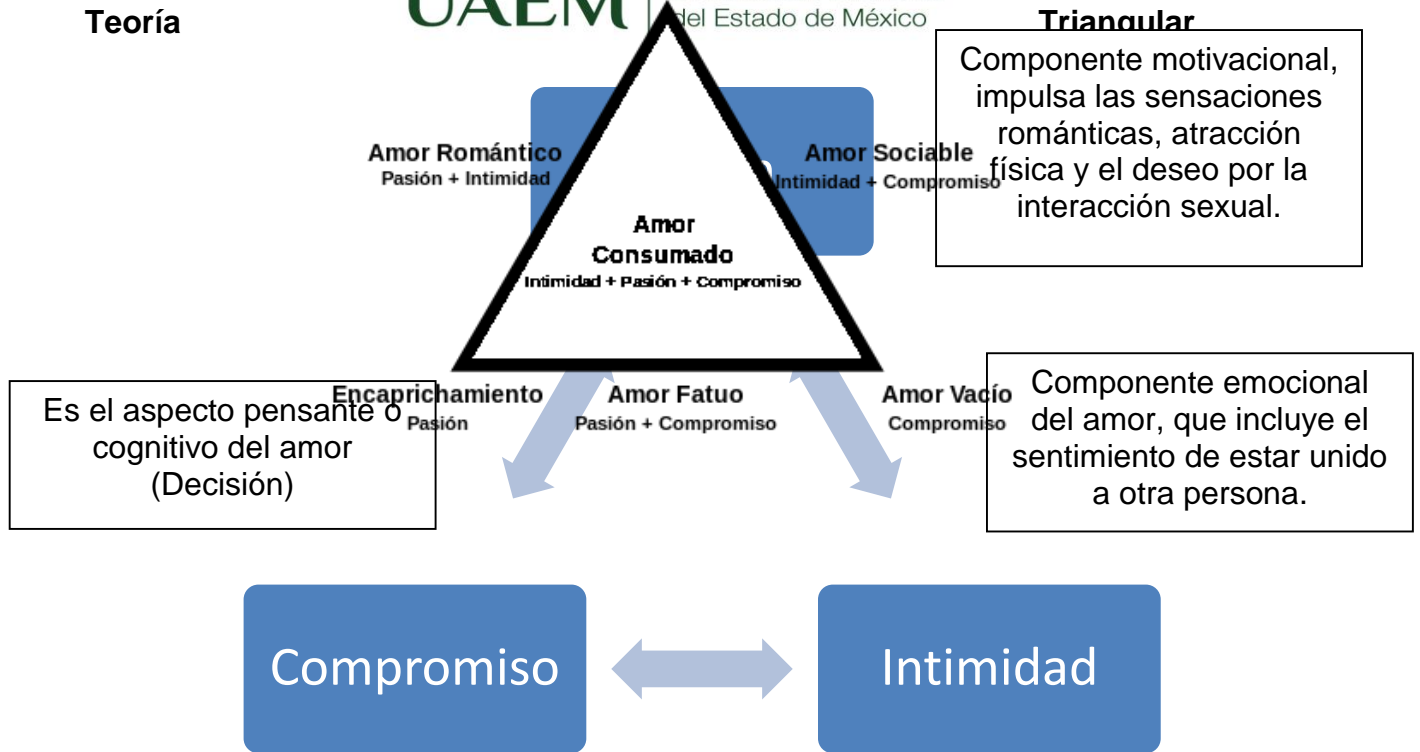 Teoría
UAEM
del Estado de México
Triangular
Componente motivacional,
impulsa las sensaciones
románticas, atracción
física y el deseo por la
interacción sexual.
Amor Romántico
Pasión + Intimidad
Amor Sociable
Intimidad + Compromiso
Amor
Consumado
Intimidad + Pasión + Compromiso
Encaprichamiento
Pasión
Amor Fatuo
Pasión + Compromiso
Amor Vacío
Compromiso
Es el aspecto pensante o
cognitivo del amor
(Decisión)
Componente emocional
del amor, que incluye el
sentimiento de estar unido
a otra persona.
Compromiso
Intimidad